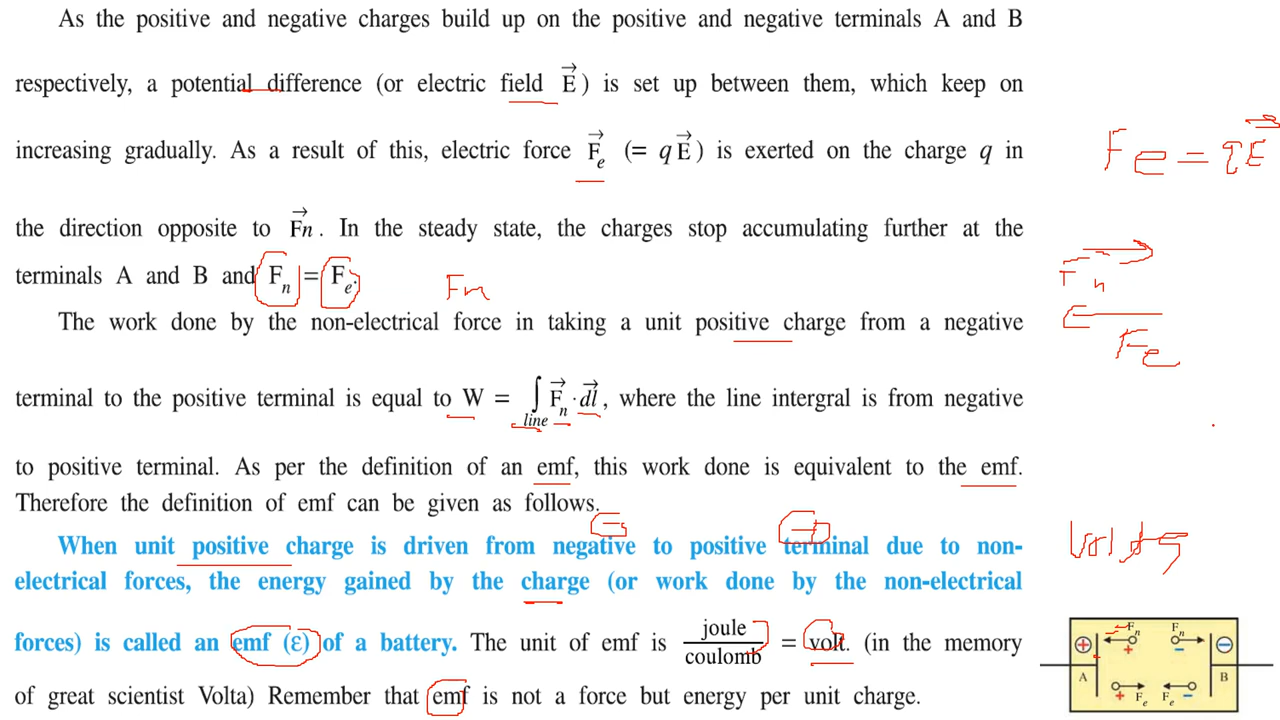 As the positive and negative charges build up on the positive and negative terminals A and B
respectively, a potential difference (or electric field E⃗) is set up between them, which keep on
increasing gradually. As a result of this, electric force F⃗e (= qE⃗) is exerted on the charge q in
Fe = qE⃗
the direction opposite to F⃗n. In the steady state, the charges stop accumulating further at the
terminals A and B and Fn = Fe.
Fn
Fn
Fe
The work done by the non-electrical force in taking a unit positive charge from a negative
terminal to the positive terminal is equal to W = ∫line F⃗n · dl⃗, where the line intergral is from negative
to positive terminal. As per the definition of an emf, this work done is equivalent to the emf.
Therefore the definition of emf can be given as follows.
When unit positive charge is driven from negative to positive terminal due to non-
electrical forces, the energy gained by the charge (or work done by the non-electrical
forces) is called an emf (ε) of a battery. The unit of emf is joule/coulomb = volt. (in the memory
of great scientist Volta) Remember that emf is not a force but energy per unit charge.
+ Fn Fn −
+ −
A B
+ Fe Fe −